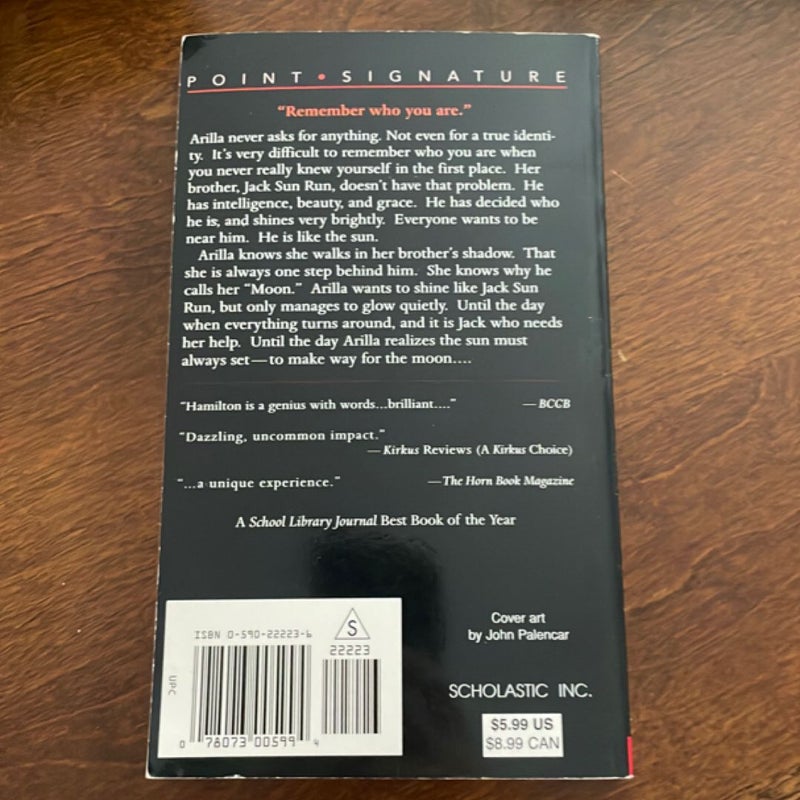 POINT • SIGNATURE
"Remember who you are."
Arilla never asks for anything. Not even for a true identi-
ty. It's very difficult to remember who you are when
you never really knew yourself in the first place. Her
brother, Jack Sun Run, doesn't have that problem. He
has intelligence, beauty, and grace. He has decided who
he is, and shines very brightly. Everyone wants to be
near him. He is like the sun.
Arilla knows she walks in her brother's shadow. That
she is always one step behind him. She knows why he
calls her "Moon." Arilla wants to shine like Jack Sun
Run, but only manages to glow quietly. Until the day
when everything turns around, and it is Jack who needs
her help. Until the day Arilla realizes the sun must
always set—to make way for the moon....
"Hamilton is a genius with words...brilliant...." —BCCB
"Dazzling, uncommon impact."
—Kirkus Reviews (A Kirkus Choice)
"...a unique experience." —The Horn Book Magazine
A School Library Journal Best Book of the Year
Cover art
by John Palencar
ISBN 0-590-22223-6
S
22223
UPC
0 78073 00599 4
SCHOLASTIC INC.
$5.99 US
$8.99 CAN